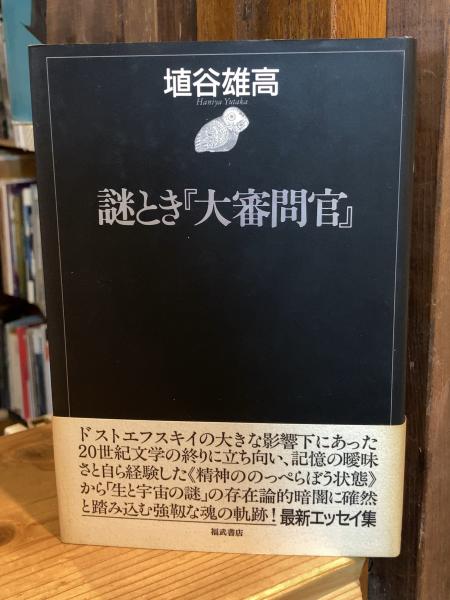 埴谷雄高
Haniya Yutaka
謎とき『大審問官』
ドストエフスキイの大きな影響下にあった
20世紀文学の終りに立ち向い、記憶の曖昧
さと自ら経験した《精神ののっぺらぼう状態》
から「生と宇宙の謎」の存在論的暗闇に確然
と踏み込む強靱な魂の軌跡！最新エッセイ集
福武書店